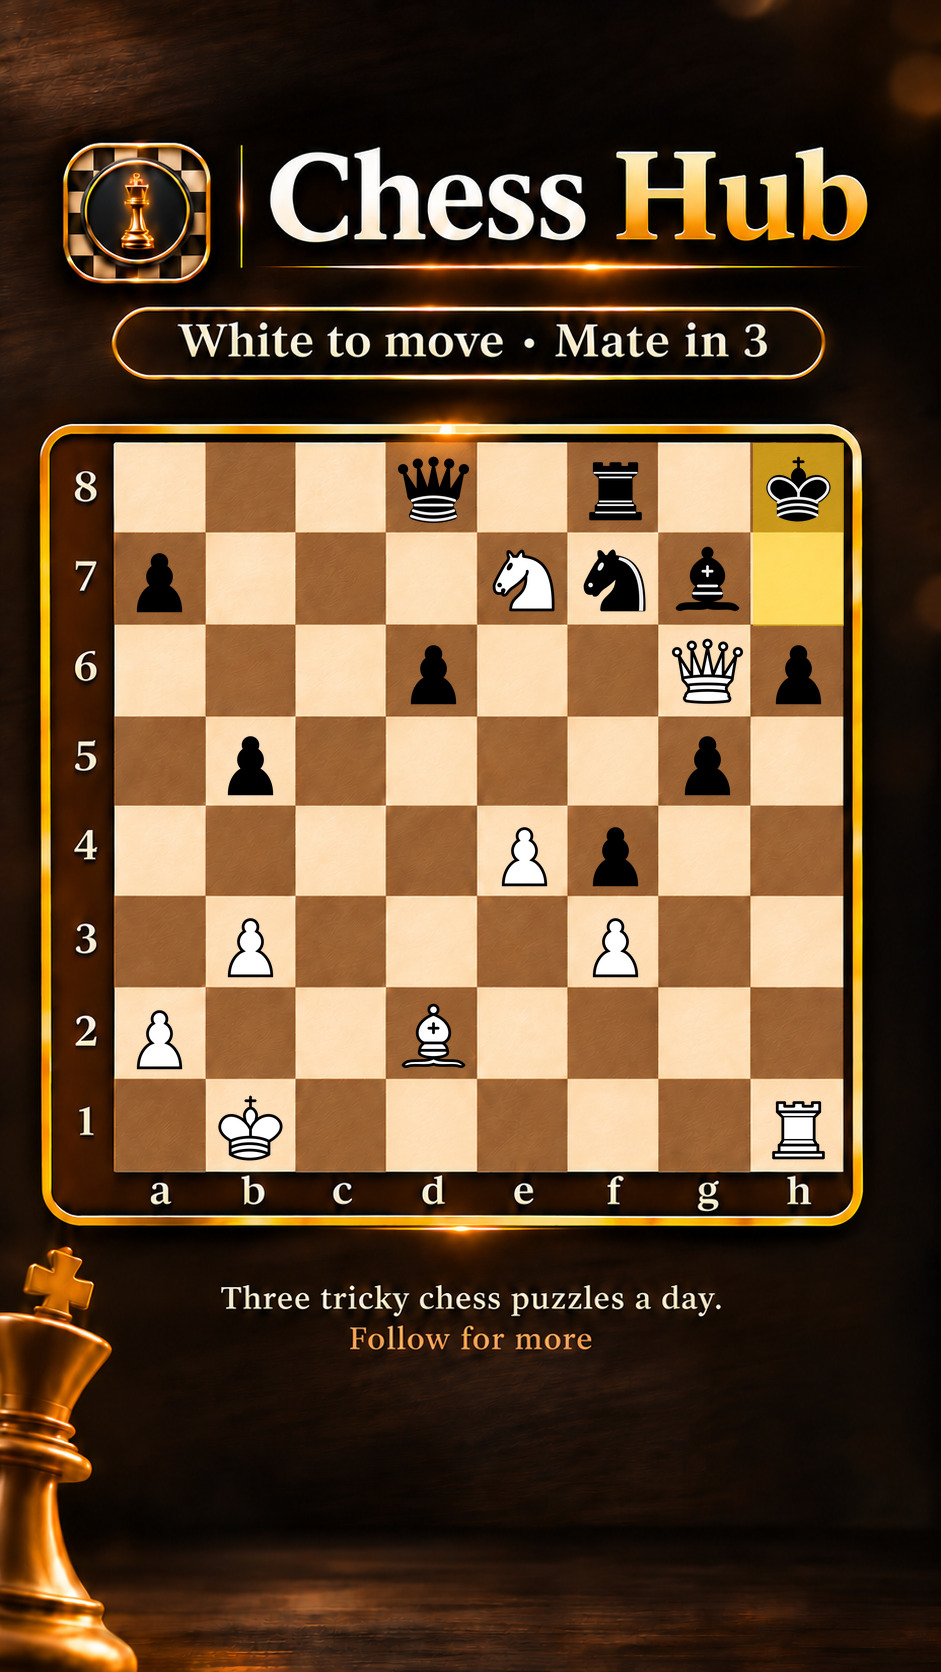 Chess Hub
White to move • Mate in 3
8
7
6
5
4
3
2
1
a b c d e f g h
Three tricky chess puzzles a day.
Follow for more